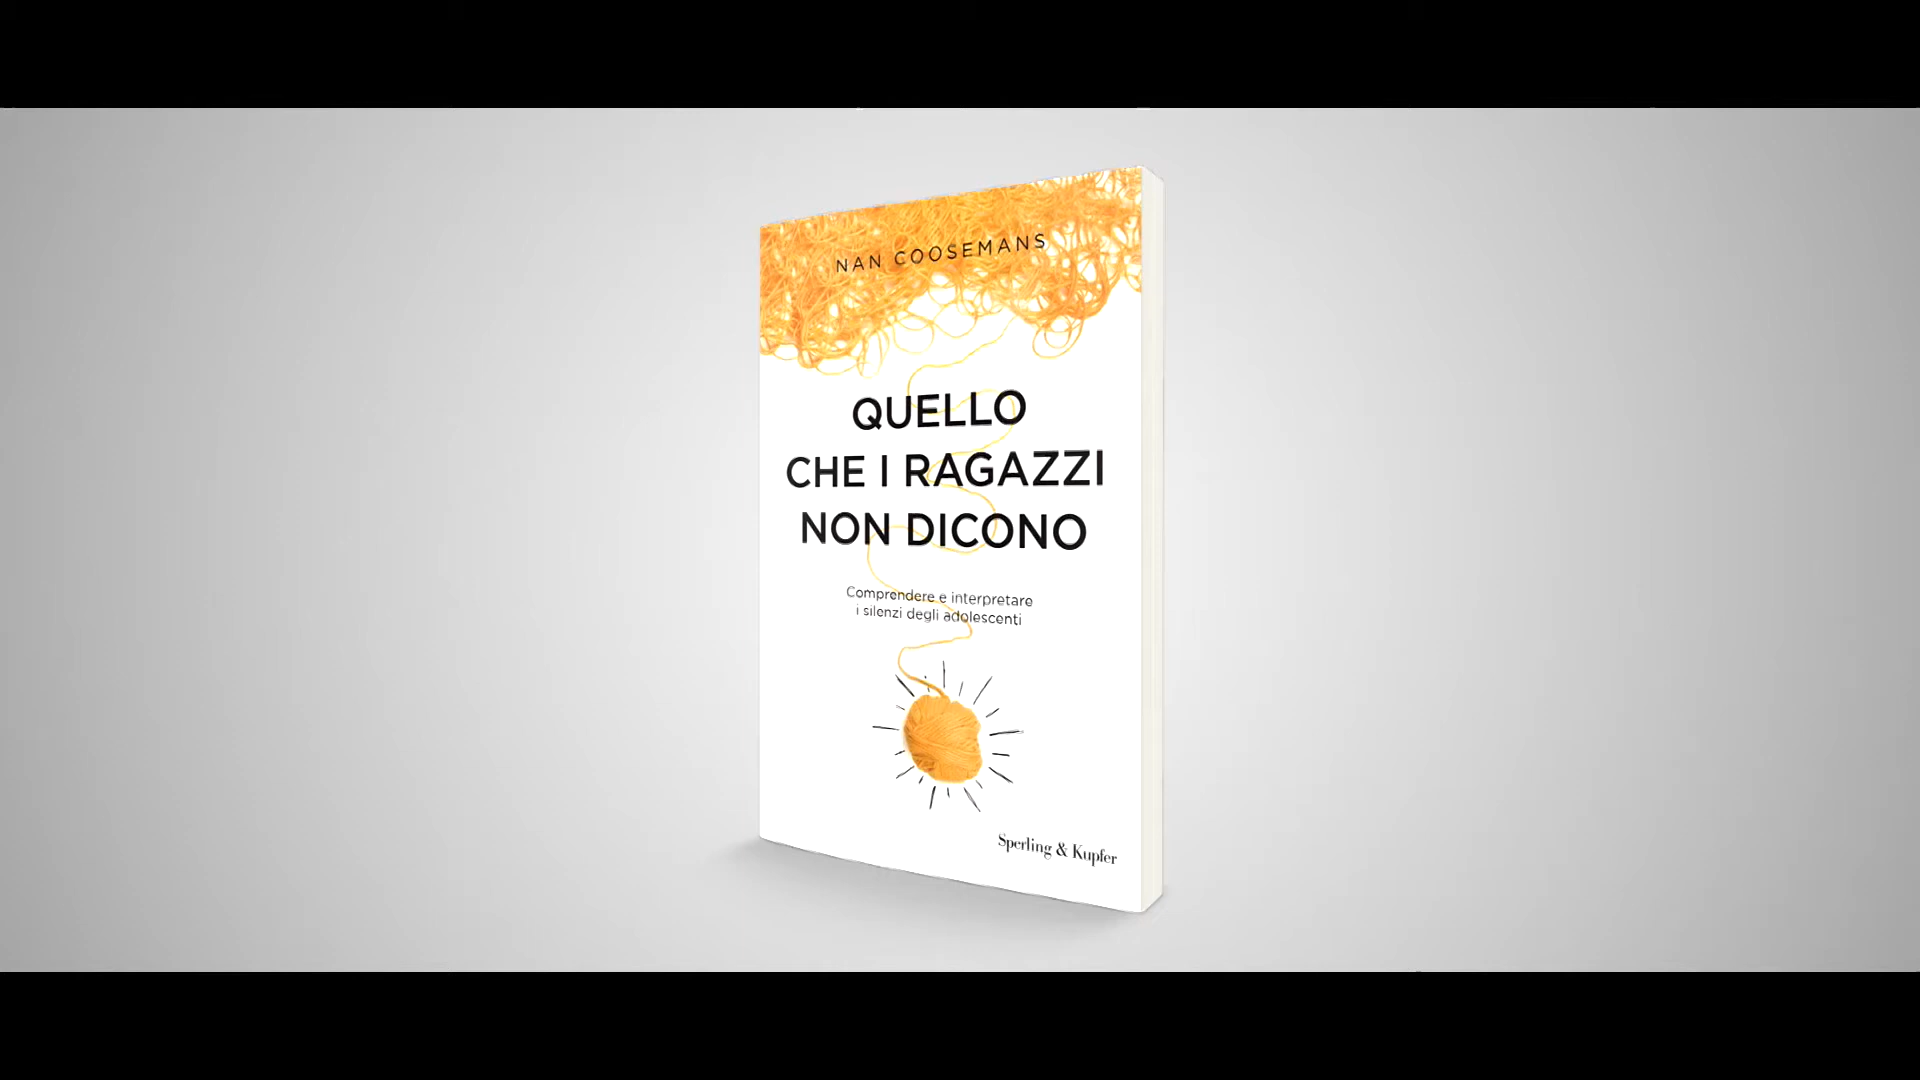 NAN COOSEMANS
QUELLO
CHE I RAGAZZI
NON DICONO
Comprendere e interpretare
i silenzi degli adolescenti
Sperling & Kupfer